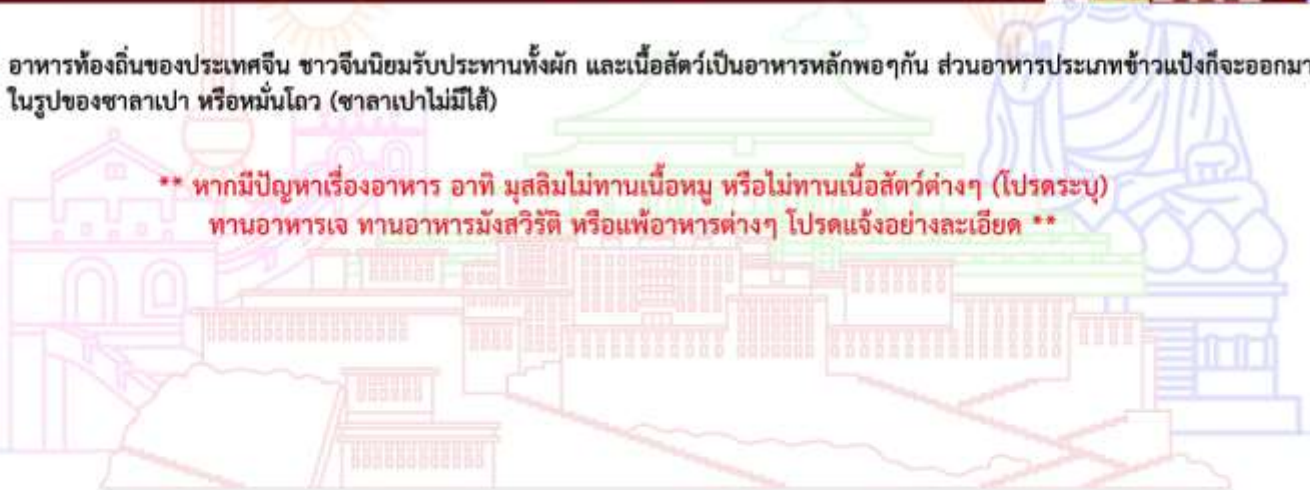 อาหารท้องถิ่นของประเทศจีน ชาวจีนนิยมรับประทานทั้งผัก และเนื้อสัตว์เป็นอาหารหลักพอๆกัน ส่วนอาหารประเภทข้าวแป้งก็จะออกมา
ในรูปของซาลาเปา หรือหมั่นโถว (ซาลาเปาไม่มีไส้)
** หากมีปัญหาเรื่องอาหาร อาทิ มุสลิมไม่ทานเนื้อหมู หรือไม่ทานเนื้อสัตว์ต่างๆ (โปรดระบุ)
ทานอาหารเจ ทานอาหารมังสวิรัติ หรือแพ้อาหารต่างๆ โปรดแจ้งอย่างละเอียด **